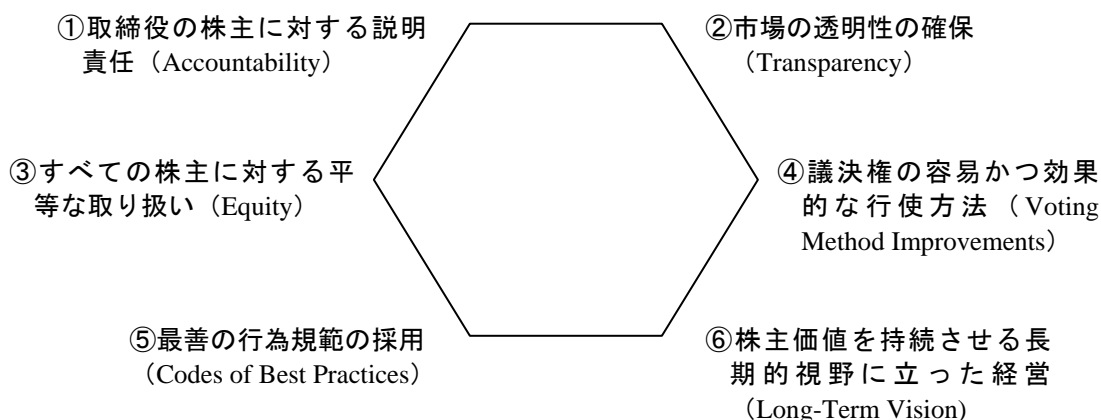 ①取締役の株主に対する説明
責任（Accountability）
②市場の透明性の確保
（Transparency）
③すべての株主に対する平
等な取り扱い（Equity）
④議決権の容易かつ効果
的な行使方法（Voting
Method Improvements）
⑤最善の行為規範の採用
（Codes of Best Practices）
⑥株主価値を持続させる長
期的視野に立った経営
（Long-Term Vision)